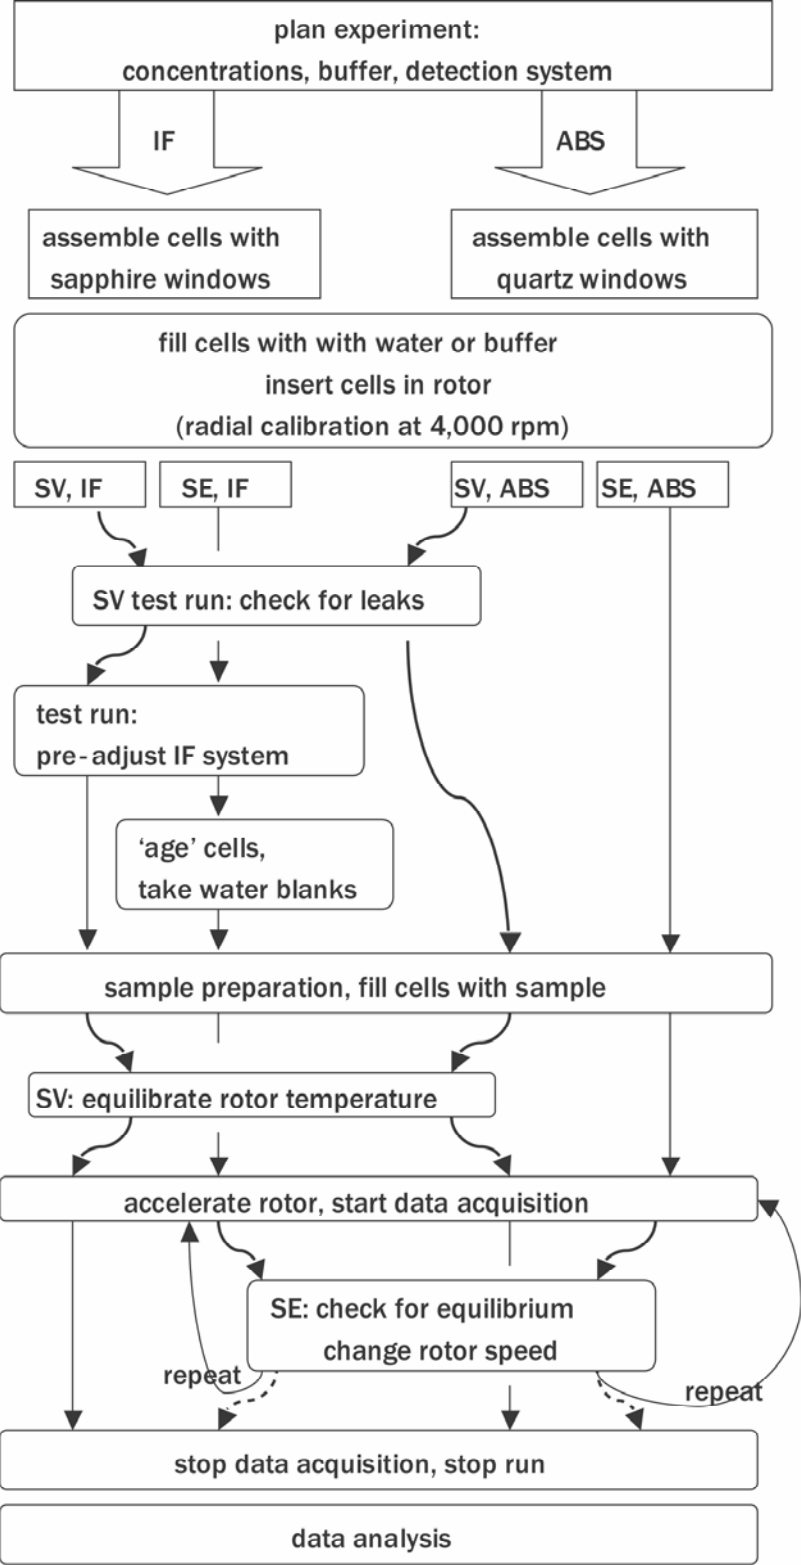 plan experiment:
concentrations, buffer, detection system
IF
ABS
assemble cells with
sapphire windows
assemble cells with
quartz windows
fill cells with with water or buffer
insert cells in rotor
(radial calibration at 4,000 rpm)
SV, IF
SE, IF
SV, ABS
SE, ABS
SV test run: check for leaks
test run:
pre-adjust IF system
‘age’ cells,
take water blanks
sample preparation, fill cells with sample
SV: equilibrate rotor temperature
accelerate rotor, start data acquisition
SE: check for equilibrium
change rotor speed
repeat
repeat
stop data acquisition, stop run
data analysis